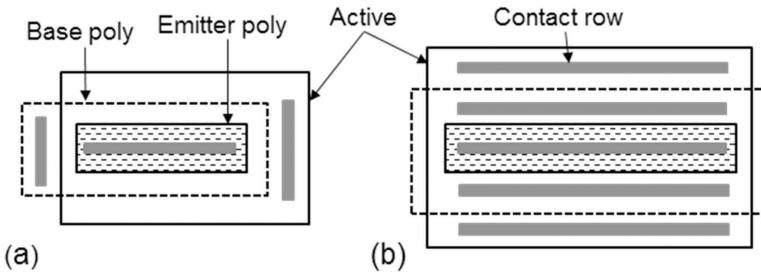 Base poly
Emitter poly
Active
Contact row
(a)
(b)